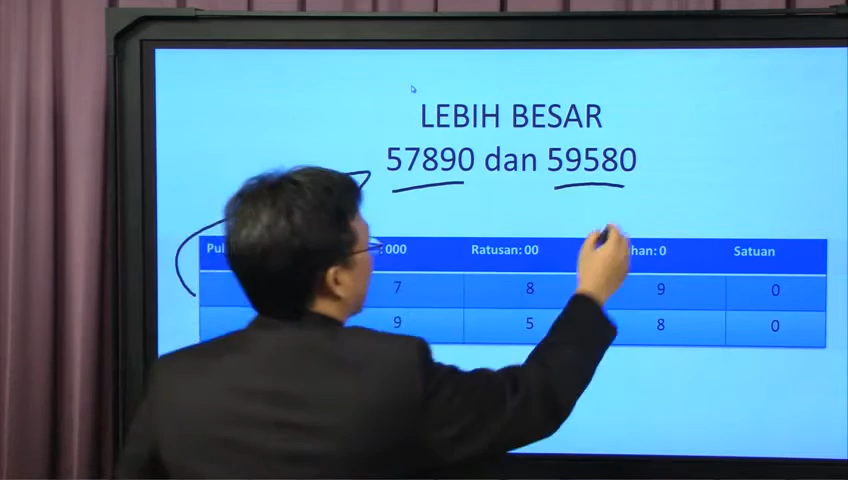 LEBIH BESAR
57890 dan 59580
:000 Ratusan: 00 Satuan
7 8 9 0
9 5 8 0